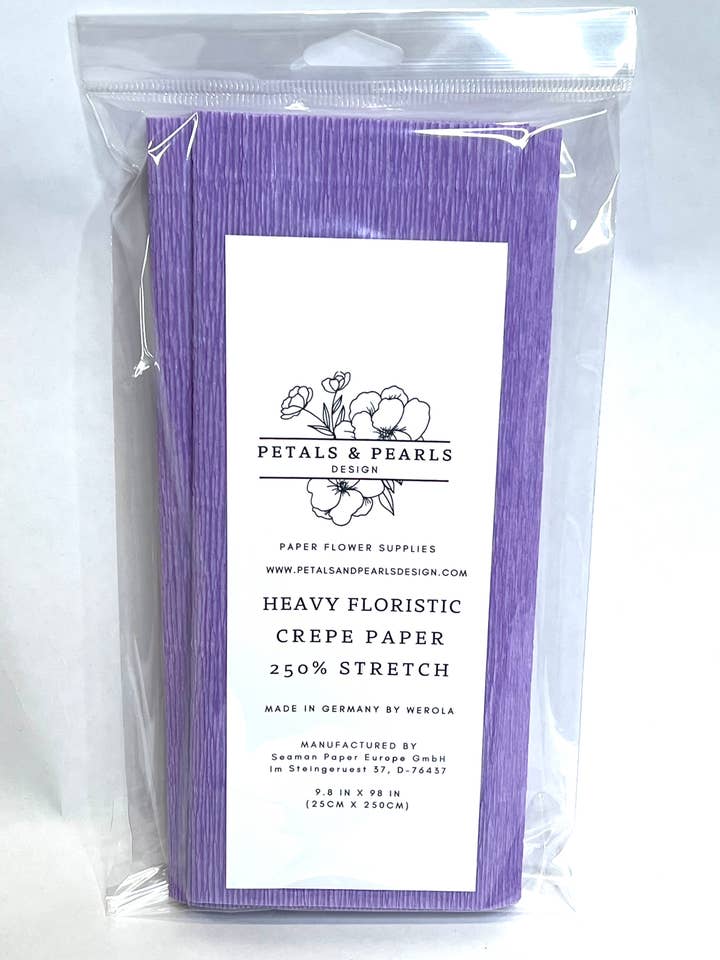 PETALS & PEARLS
DESIGN
PAPER FLOWER SUPPLIES
WWW.PETALSANDPEARLSDESIGN.COM
HEAVY FLORISTIC
CREPE PAPER
250% STRETCH
MADE IN GERMANY BY WEROLA
MANUFACTURED BY
Seaman Paper Europe GmbH
Im Steingeruest 37, D-76437
9.8 IN X 98 IN
(25CM X 250CM)